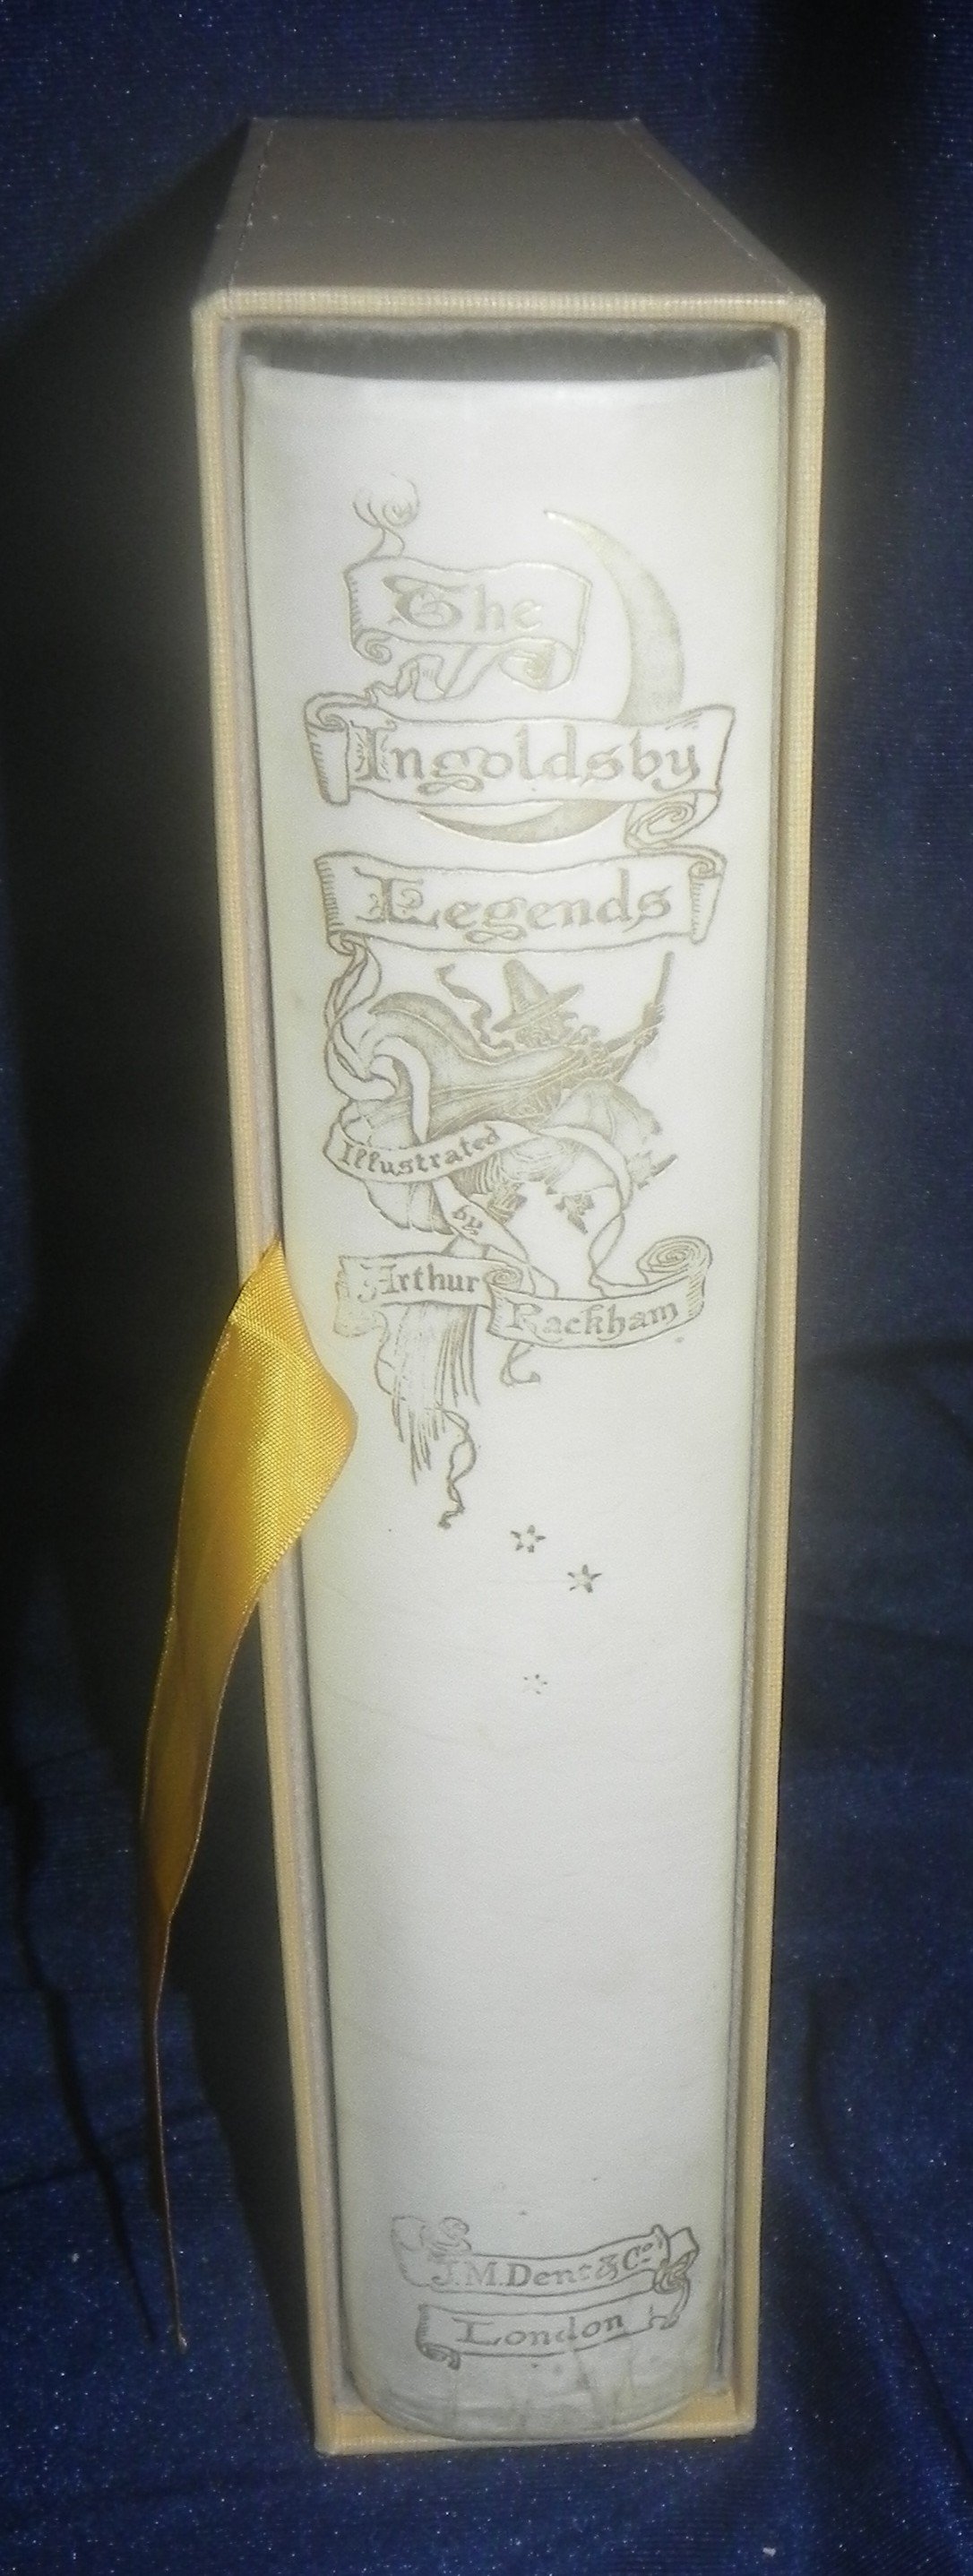 The
Ingoldsby
Legends
Illustrated
by
Arthur
Rackham
J.M.Dent & Co.
London